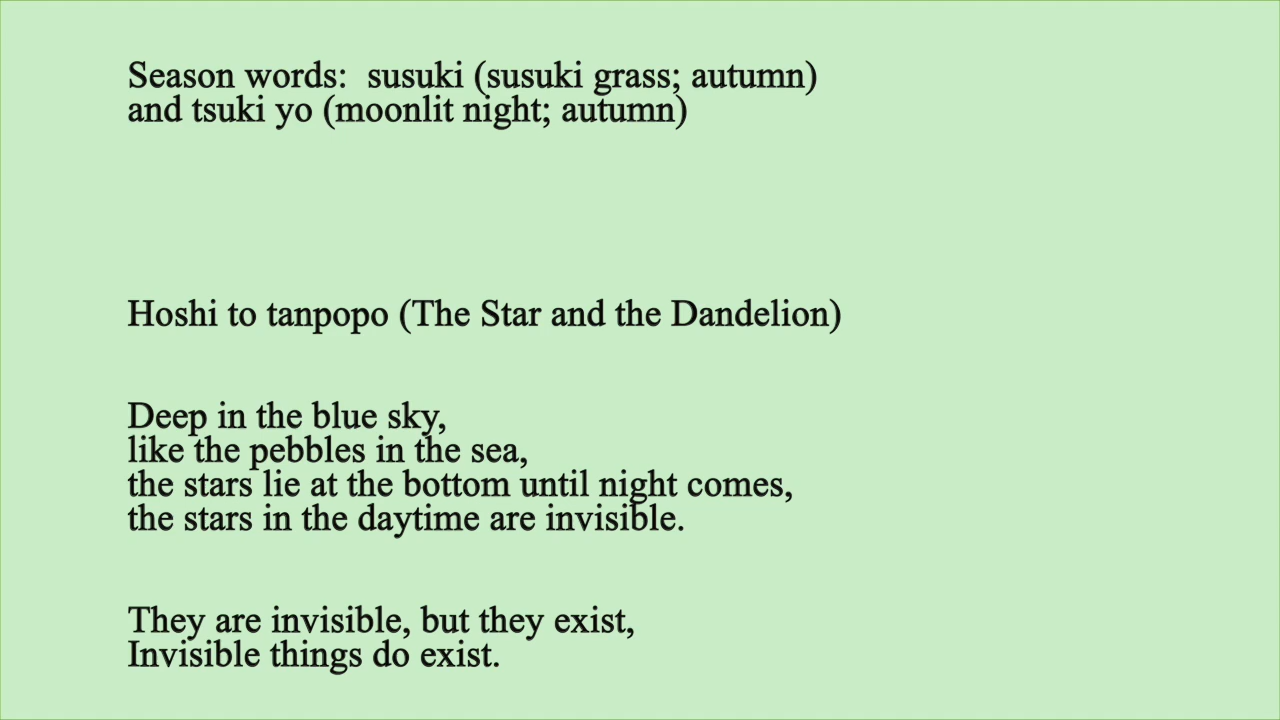 Season words:  susuki (susuki grass; autumn)
and tsuki yo (moonlit night; autumn)
Hoshi to tanpopo (The Star and the Dandelion)
Deep in the blue sky,
like the pebbles in the sea,
the stars lie at the bottom until night comes,
the stars in the daytime are invisible.
They are invisible, but they exist,
Invisible things do exist.